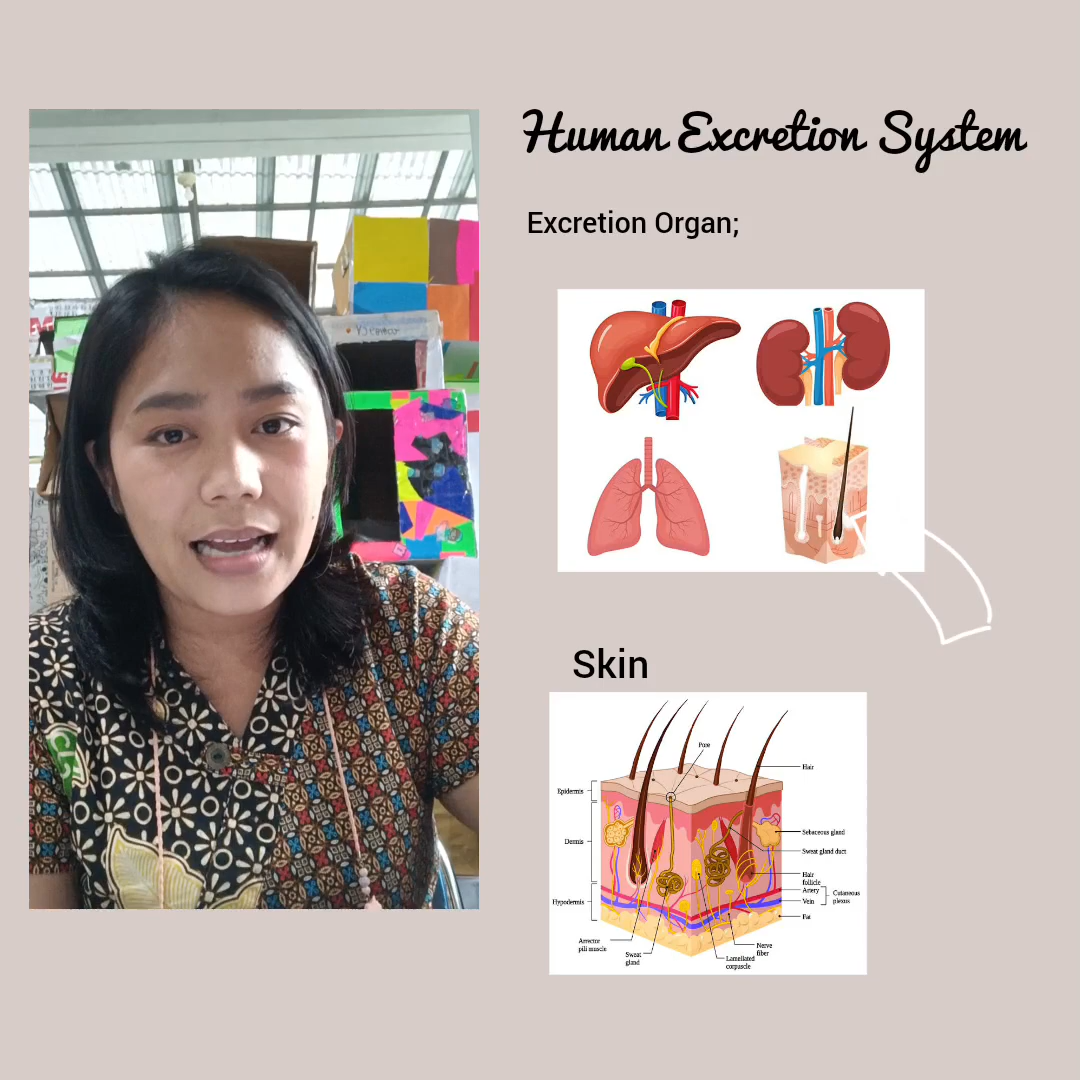 Human Excretion System
Excretion Organ;
Skin
Pore
Hair
Epidermis
Dermis
Sebaceous gland
Sweat gland duct
Hair
follicle
Artery
Cutaneous
plexus
Vein
Hypodermis
Fat
Arrector
pili muscle
Sweat
gland
Nerve
fiber
Lamellated
corpuscle